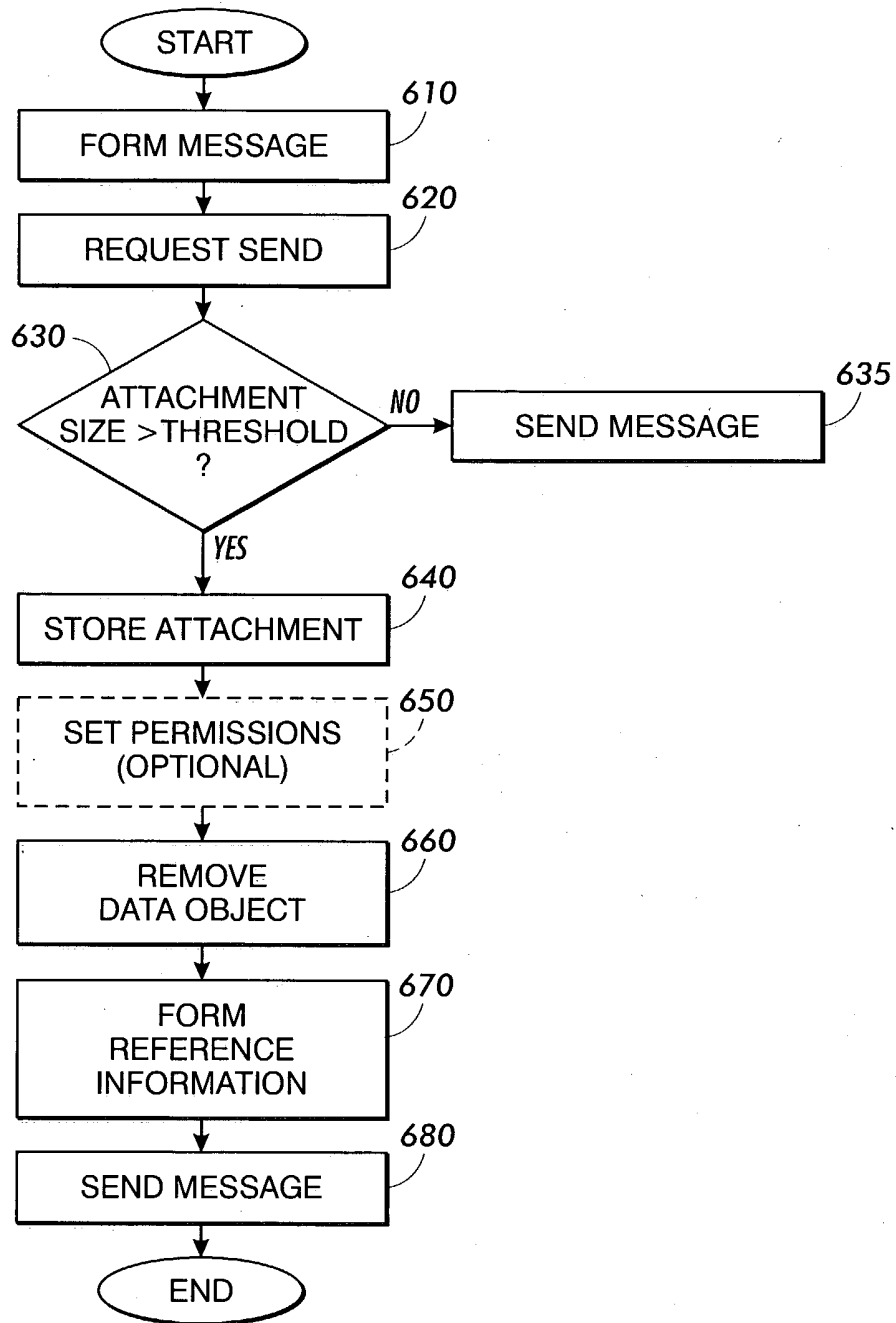 START
610
FORM MESSAGE
620
REQUEST SEND
630
ATTACHMENT
SIZE >THRESHOLD
?
NO
635
SEND MESSAGE
YES
640
STORE ATTACHMENT
650
SET PERMISSIONS
(OPTIONAL)
660
REMOVE
DATA OBJECT
670
FORM
REFERENCE
INFORMATION
680
SEND MESSAGE
END